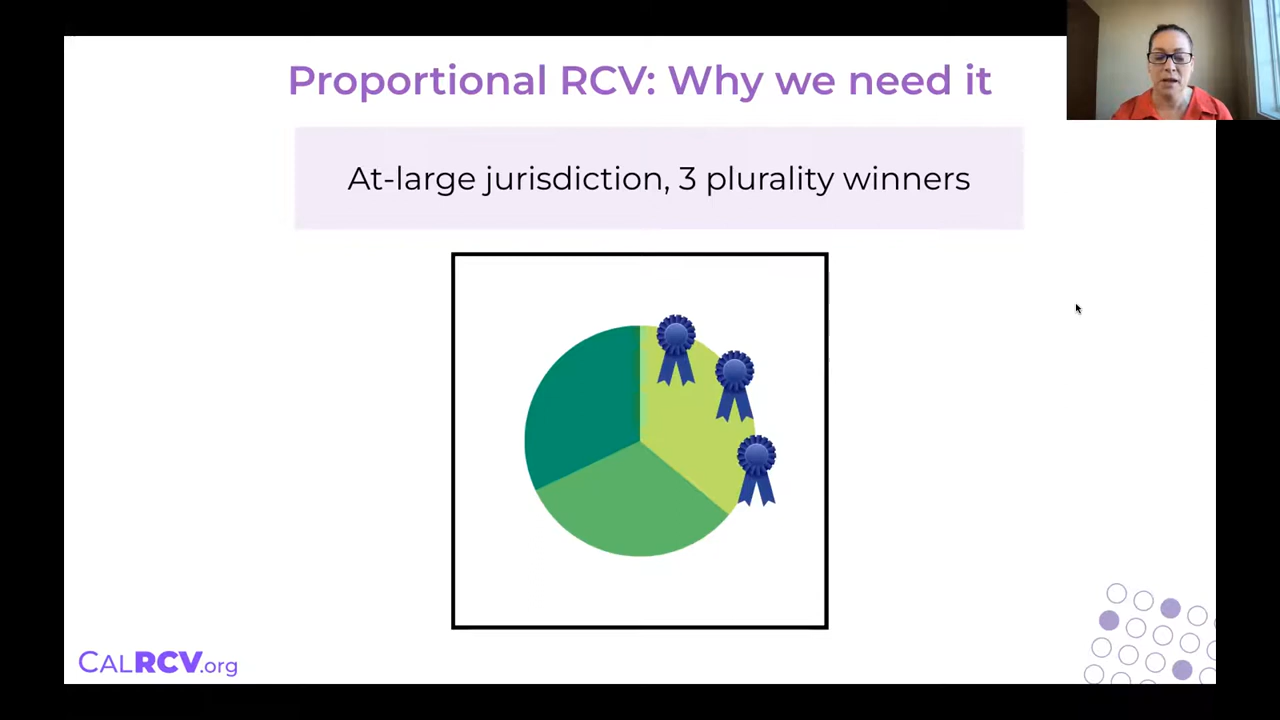 Proportional RCV: Why we need it
At-large jurisdiction, 3 plurality winners
CALRCV.org